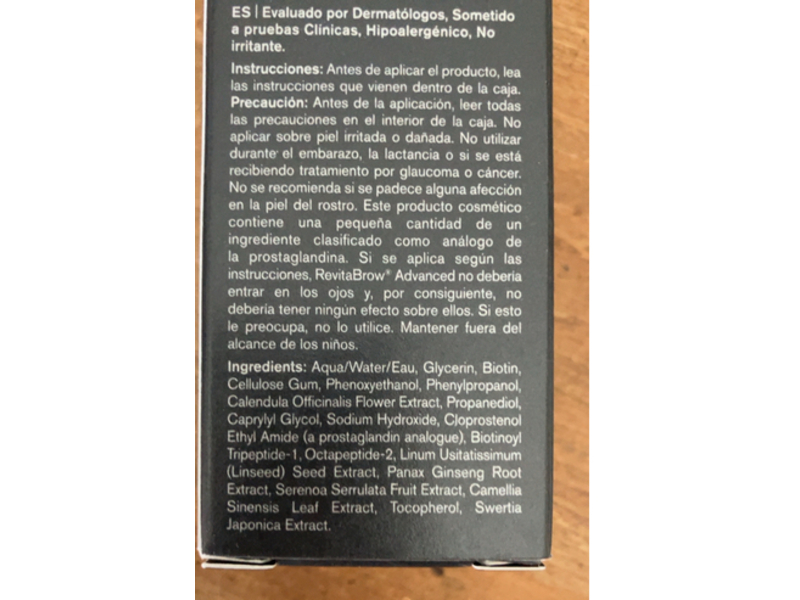 ES | Evaluado por Dermatólogos, Sometido
a pruebas Clínicas, Hipoalergénico, No
irritante.
Instrucciones: Antes de aplicar el producto, lea
las instrucciones que vienen dentro de la caja.
Precaución: Antes de la aplicación, leer todas
las precauciones en el interior de la caja. No
aplicar sobre piel irritada o dañada. No utilizar
durante el embarazo, la lactancia o si se está
recibiendo tratamiento por glaucoma o cáncer.
No se recomienda si se padece alguna afección
en la piel del rostro. Este producto cosmético
contiene una pequeña cantidad de un
ingrediente clasificado como análogo de
la prostaglandina. Si se aplica según las
instrucciones, RevitaBrow® Advanced no debería
entrar en los ojos y, por consiguiente, no
debería tener ningún efecto sobre ellos. Si esto
le preocupa, no lo utilice. Mantener fuera del
alcance de los niños.
Ingredients: Aqua/Water/Eau, Glycerin, Biotin,
Cellulose Gum, Phenoxyethanol, Phenylpropanol,
Calendula Officinalis Flower Extract, Propanediol,
Caprylyl Glycol, Sodium Hydroxide, Cloprostenol
Ethyl Amide (a prostaglandin analogue), Biotinoyl
Tripeptide-1, Octapeptide-2, Linum Usitatissimum
(Linseed) Seed Extract, Panax Ginseng Root
Extract, Serenoa Serrulata Fruit Extract, Camellia
Sinensis Leaf Extract, Tocopherol, Swertia
Japonica Extract.